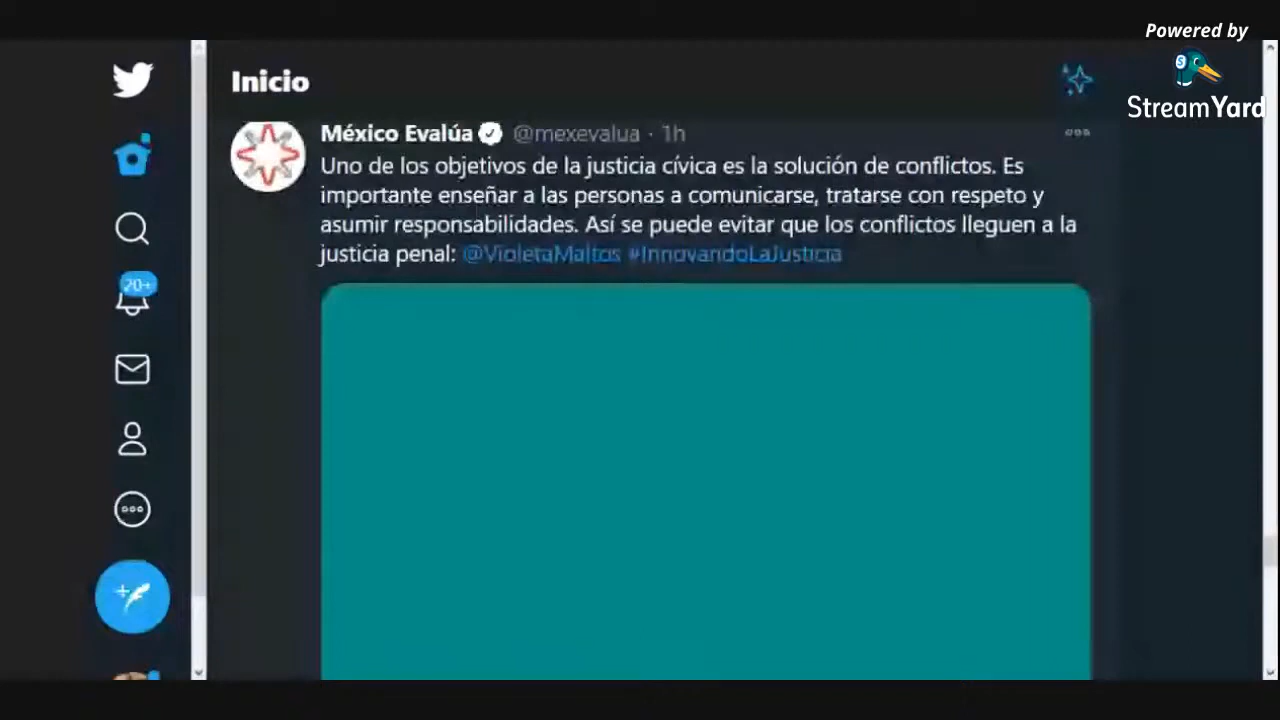 Powered by
StreamYard
Inicio
México Evalúa @mexevalua · 1h
Uno de los objetivos de la justicia cívica es la solución de conflictos. Es
importante enseñar a las personas a comunicarse, tratarse con respeto y
asumir responsabilidades. Así se puede evitar que los conflictos lleguen a la
justicia penal: @VioletaMaltos #InnovandoLaJusticia
20+